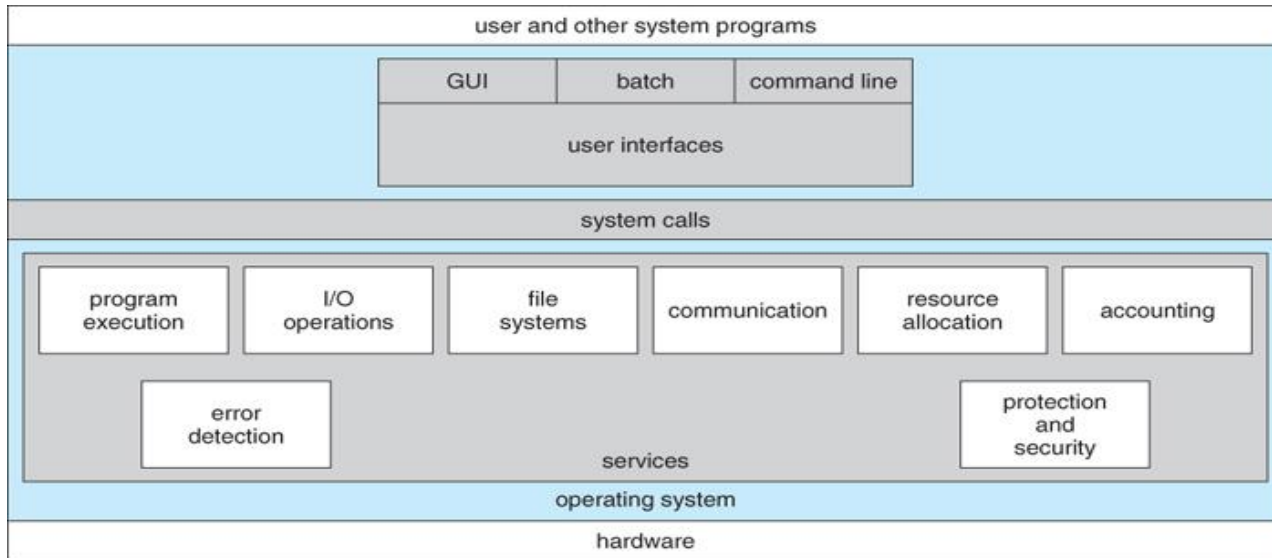 user and other system programs
GUI
batch
command line
user interfaces
system calls
program
execution
I/O
operations
file
systems
communication
resource
allocation
accounting
error
detection
protection
and
security
services
operating system
hardware